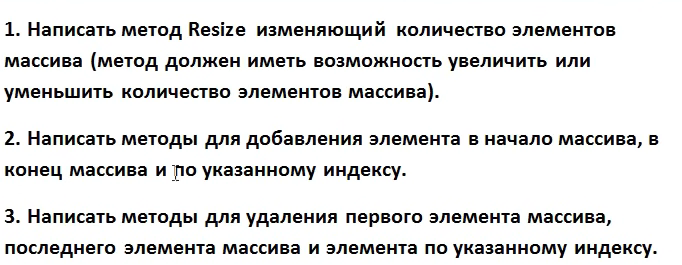 1. Написать метод Resize изменяющий количество элементов
массива (метод должен иметь возможность увеличить или
уменьшить количество элементов массива).
2. Написать методы для добавления элемента в начало массива, в
конец массива и по указанному индексу.
3. Написать методы для удаления первого элемента массива,
последнего элемента массива и элемента по указанному индексу.